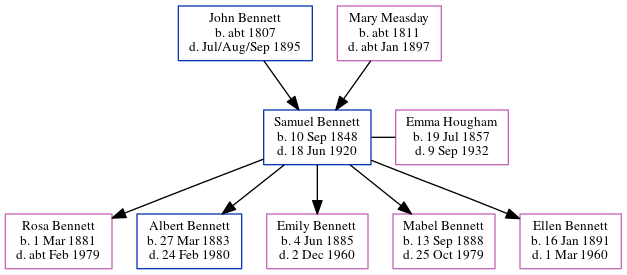 John Bennett
b. abt 1807
d. Jul/Aug/Sep 1895
Mary Measday
b. abt 1811
d. abt Jan 1897
Samuel Bennett
b. 10 Sep 1848
d. 18 Jun 1920
Emma Hougham
b. 19 Jul 1857
d. 9 Sep 1932
Rosa Bennett
b. 1 Mar 1881
d. abt Feb 1979
Albert Bennett
b. 27 Mar 1883
d. 24 Feb 1980
Emily Bennett
b. 4 Jun 1885
d. 2 Dec 1960
Mabel Bennett
b. 13 Sep 1888
d. 25 Oct 1979
Ellen Bennett
b. 16 Jan 1891
d. 1 Mar 1960